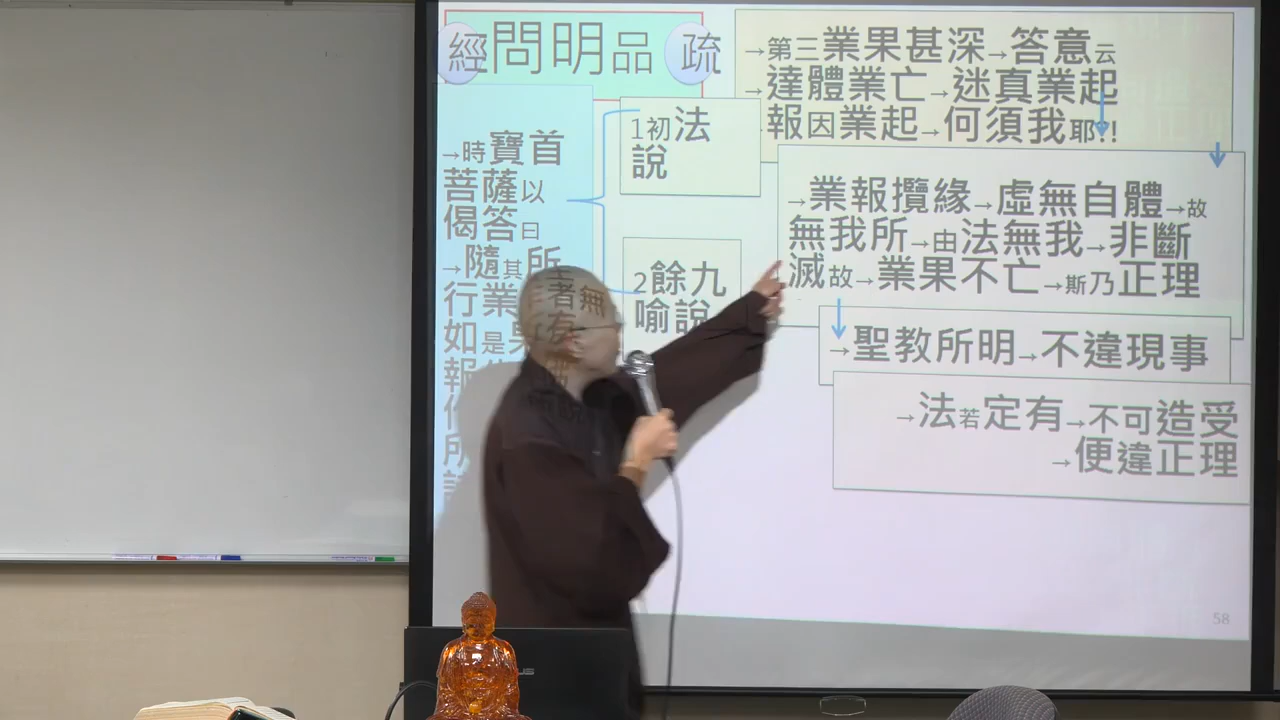 經問明品 疏
→時寶首
菩薩以
偈答曰
→隨其所
行業
如是
報
所
1初法
說
2餘九
喻說
→第三業果甚深→答意云
→達體業亡→迷真業起
報因業起→何須我耶!!
→業報攬緣→虛無自體→故
無我所→由法無我→非斷
滅故→業果不亡→斯乃正理
→聖教所明→不違現事
→法若定有→不可造受
→便違正理
58